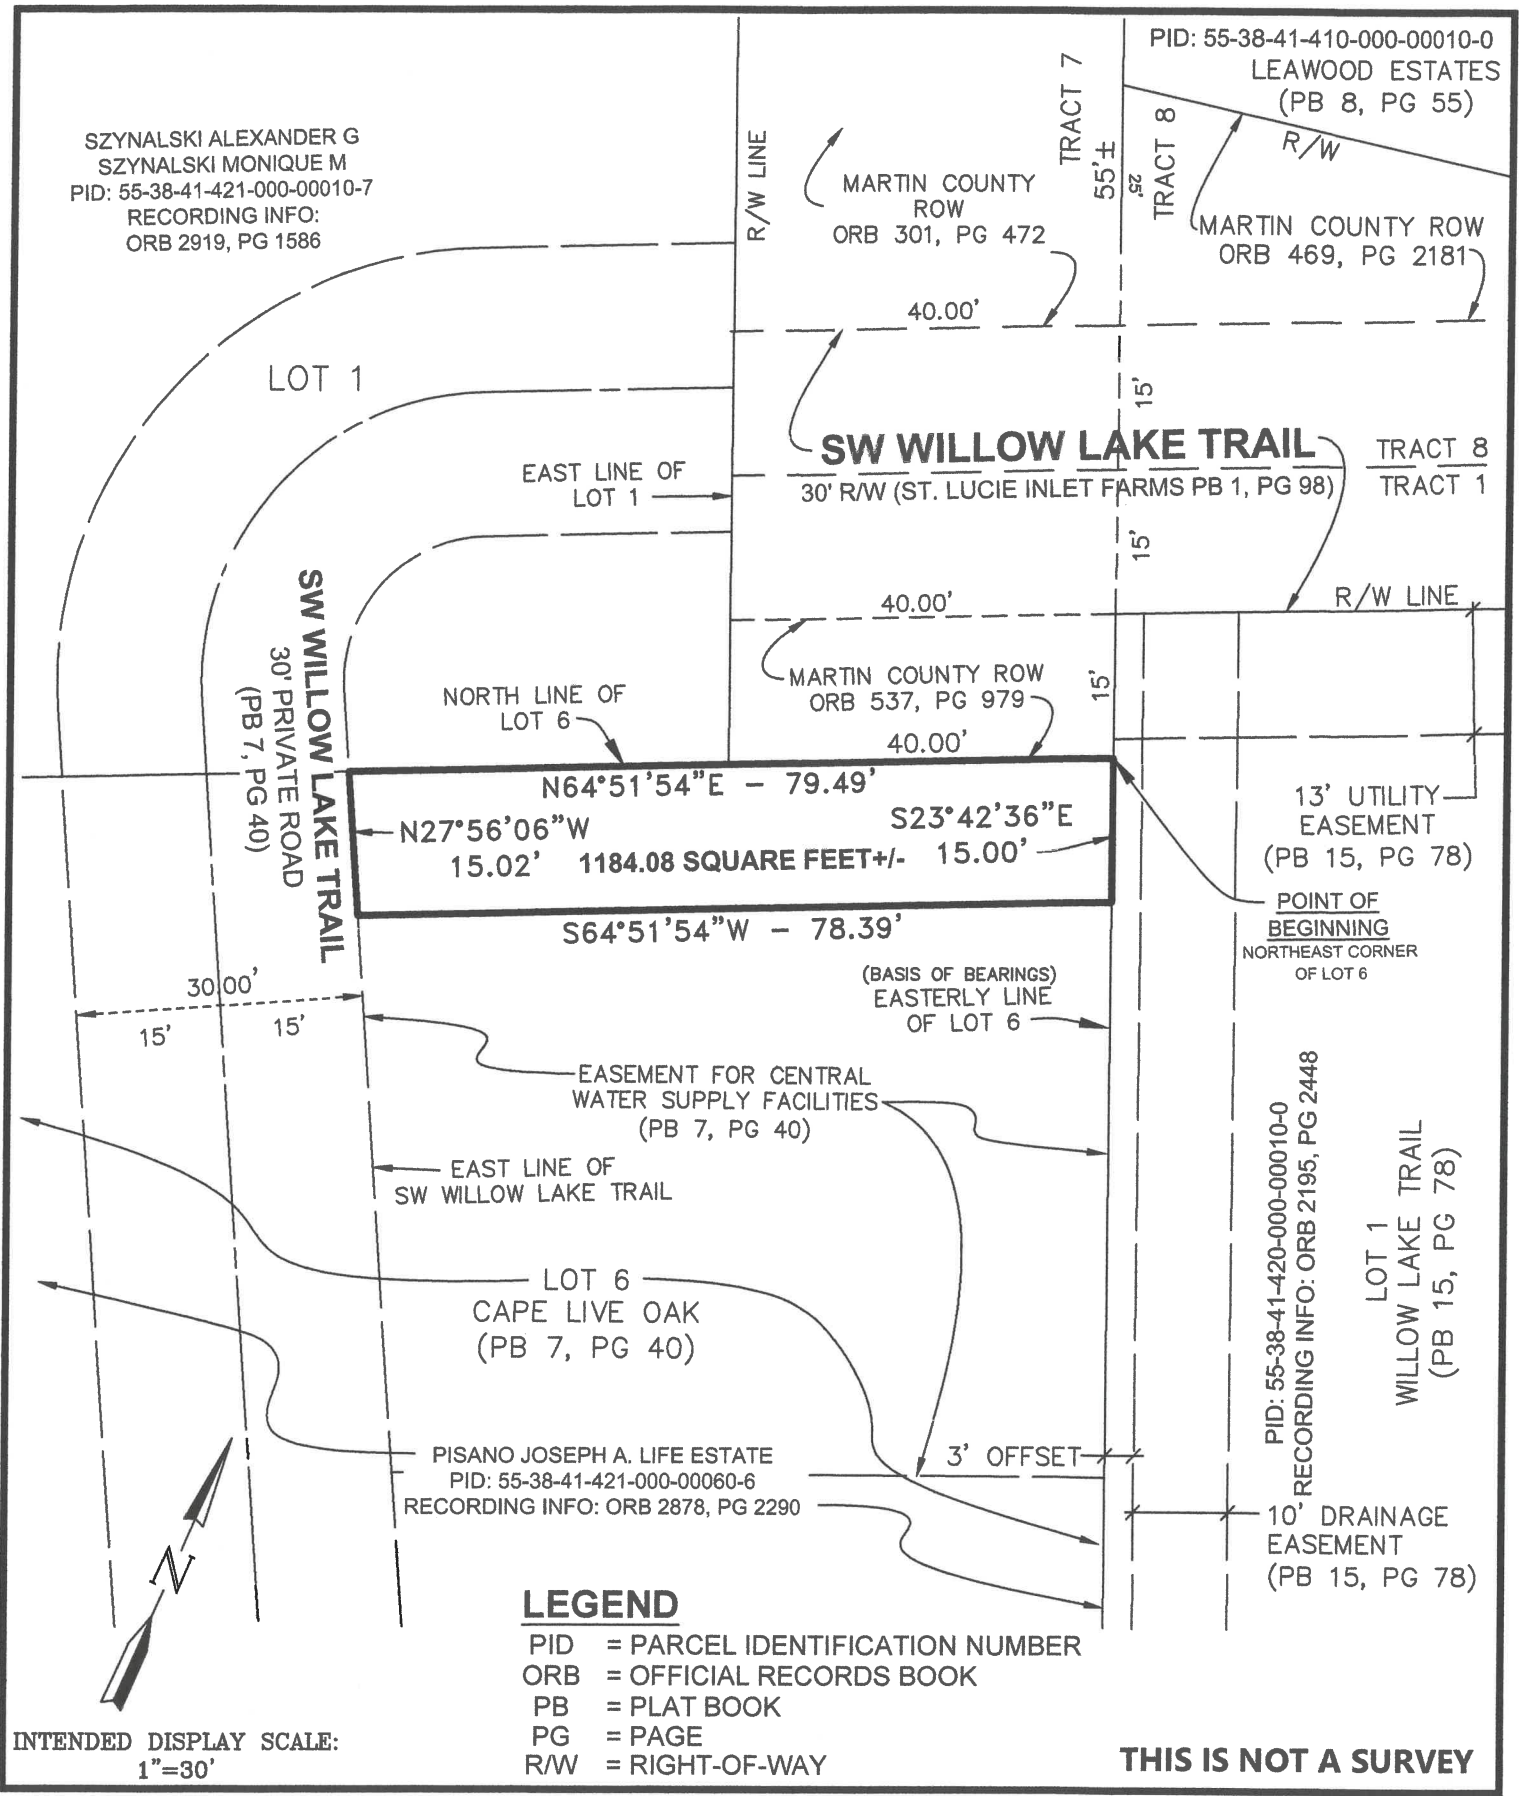 PID: 55-38-41-410-000-00010-0
LEAWOOD ESTATES
(PB 8, PG 55)
R/W
TRACT 7
55'±
25'
TRACT 8
SZYNALSKI ALEXANDER G
SZYNALSKI MONIQUE M
PID: 55-38-41-421-000-00010-7
RECORDING INFO:
ORB 2919, PG 1586
R/W LINE
MARTIN COUNTY
ROW
ORB 301, PG 472
MARTIN COUNTY ROW
ORB 469, PG 2181
40.00'
LOT 1
15'
SW WILLOW LAKE TRAIL
30' R/W (ST. LUCIE INLET FARMS PB 1, PG 98)
TRACT 8
TRACT 1
EAST LINE OF
LOT 1
15'
R/W LINE
40.00'
SW WILLOW LAKE TRAIL
30' PRIVATE ROAD
(PB 7, PG 40)
MARTIN COUNTY ROW
ORB 537, PG 979
15'
NORTH LINE OF
LOT 6
40.00'
N64°51'54"E - 79.49'
N27°56'06"W
15.02'
S23°42'36"E
15.00'
1184.08 SQUARE FEET+/-
S64°51'54"W - 78.39'
13' UTILITY
EASEMENT
(PB 15, PG 78)
POINT OF
BEGINNING
NORTHEAST CORNER
OF LOT 6
30.00'
15'
15'
(BASIS OF BEARINGS)
EASTERLY LINE
OF LOT 6
EASEMENT FOR CENTRAL
WATER SUPPLY FACILITIES
(PB 7, PG 40)
EAST LINE OF
SW WILLOW LAKE TRAIL
LOT 6
CAPE LIVE OAK
(PB 7, PG 40)
PID: 55-38-41-420-000-00010-0
RECORDING INFO: ORB 2195, PG 2448
LOT 1
WILLOW LAKE TRAIL
(PB 15, PG 78)
PISANO JOSEPH A. LIFE ESTATE
PID: 55-38-41-421-000-00060-6
RECORDING INFO: ORB 2878, PG 2290
3' OFFSET
10' DRAINAGE
EASEMENT
(PB 15, PG 78)
N
LEGEND
PID = PARCEL IDENTIFICATION NUMBER
ORB = OFFICIAL RECORDS BOOK
PB = PLAT BOOK
PG = PAGE
R/W = RIGHT-OF-WAY
INTENDED DISPLAY SCALE:
1"=30'
THIS IS NOT A SURVEY